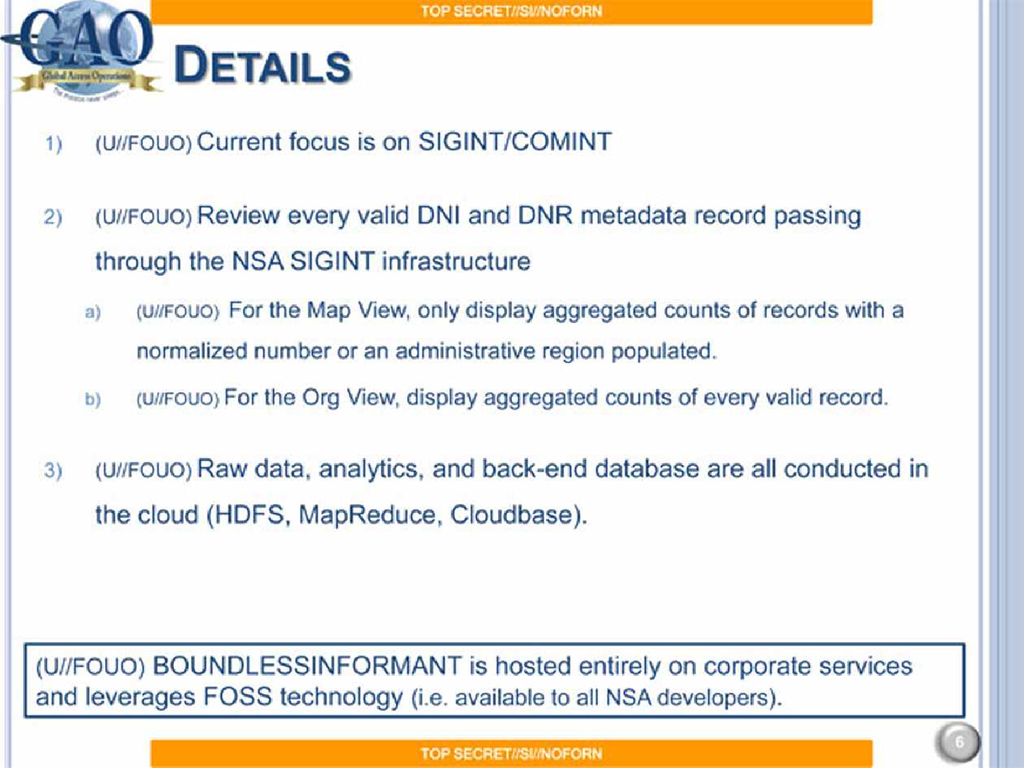 TOP SECRET//SI//NOFORN
GAO
Global Access Operations
DETAILS
1) (U//FOUO) Current focus is on SIGINT/COMINT
2) (U//FOUO) Review every valid DNI and DNR metadata record passing
through the NSA SIGINT infrastructure
a) (U//FOUO) For the Map View, only display aggregated counts of records with a
normalized number or an administrative region populated.
b) (U//FOUO) For the Org View, display aggregated counts of every valid record.
3) (U//FOUO) Raw data, analytics, and back-end database are all conducted in
the cloud (HDFS, MapReduce, Cloudbase).
(U//FOUO) BOUNDLESSINFORMANT is hosted entirely on corporate services
and leverages FOSS technology (i.e. available to all NSA developers).
6
TOP SECRET//SI//NOFORN